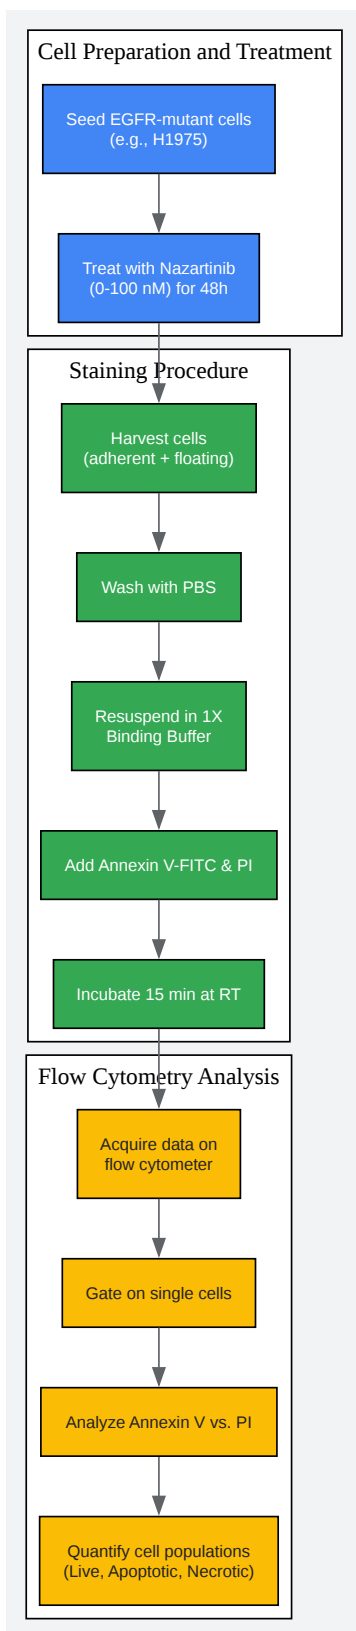 Cell Preparation and Treatment
Seed EGFR-mutant cells
(e.g., H1975)
Treat with Nazartinib
(0-100 nM) for 48h
Staining Procedure
Harvest cells
(adherent + floating)
Wash with PBS
Resuspend in 1X
Binding Buffer
Add Annexin V-FITC & PI
Incubate 15 min at RT
Flow Cytometry Analysis
Acquire data on
flow cytometer
Gate on single cells
Analyze Annexin V vs. PI
Quantify cell populations
(Live, Apoptotic, Necrotic)